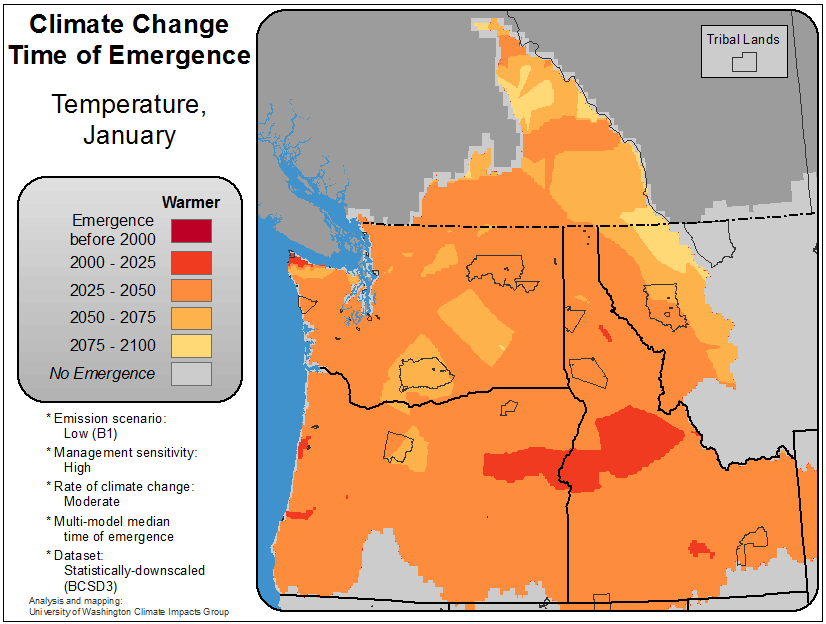 Climate Change
Time of Emergence
Temperature,
January
Warmer
Emergence
before 2000
2000 - 2025
2025 - 2050
2050 - 2075
2075 - 2100
No Emergence
* Emission scenario:
Low (B1)
* Management sensitivity:
High
* Rate of climate change:
Moderate
* Multi-model median
time of emergence
* Dataset:
Statistically-downscaled
(BCSD3)
Analysis and mapping:
University of Washington Climate Impacts Group
Tribal Lands